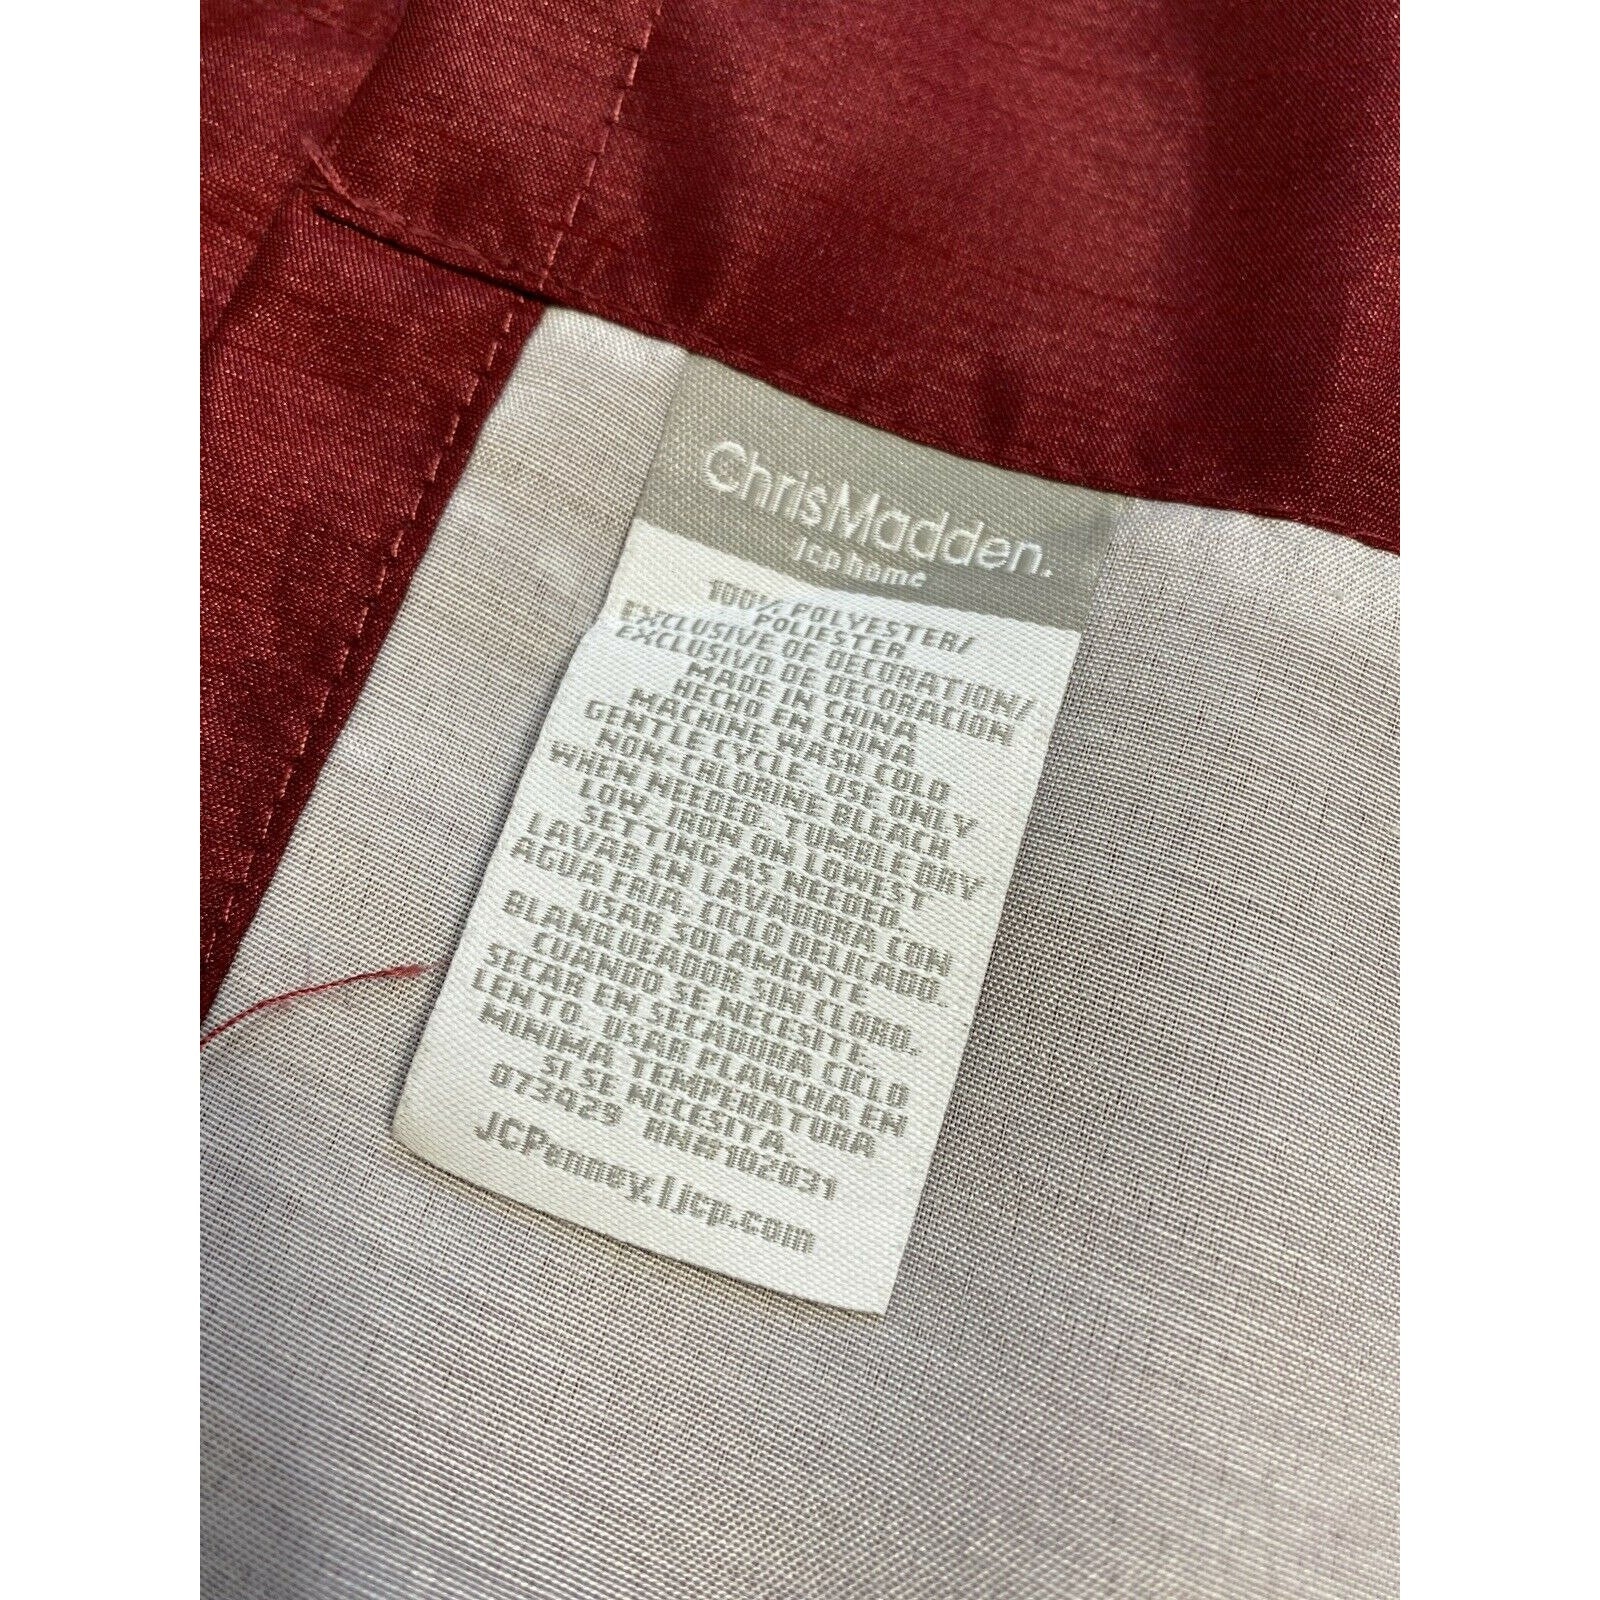 ChrisMadden.
jcp home
100% POLYESTER/
POLIESTER
EXCLUSIVE OF DECORATION/
EXCLUSIVO DE DECORACION
MADE IN CHINA
HECHO EN CHINA
MACHINE WASH COLD
GENTLE CYCLE. USE ONLY
NON-CHLORINE BLEACH
WHEN NEEDED. TUMBLE DRY
LOW. IRON ON LOWEST
SETTING AS NEEDED.
LAVAR EN LAVADORA CON
AGUA FRIA. CICLO DELICADO.
USAR SOLAMENTE
BLANQUEADOR SIN CLORO.
CUANDO SE NECESITE.
SECAR EN SECADORA CICLO
LENTO. USAR PLANCHA EN
MINIMA TEMPERATURA
SI SE NECESITA.
073929 RN#102031
JCPenney.|jcp.com